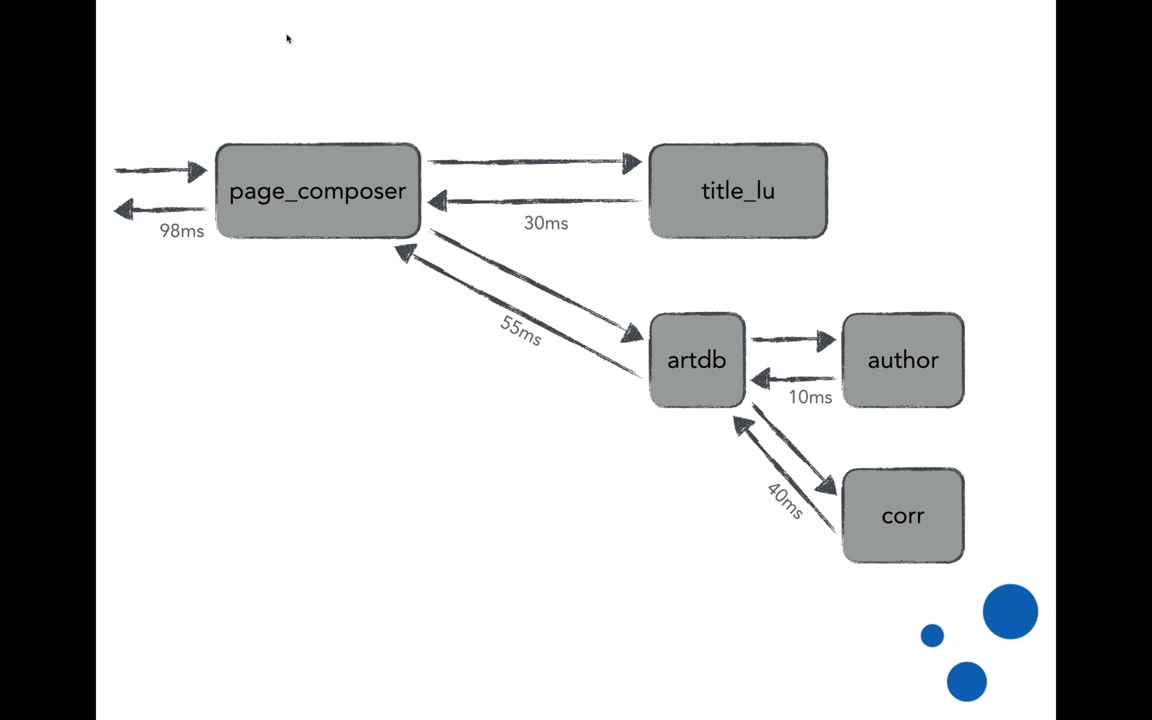 page_composer
title_lu
98ms
30ms
55ms
artdb
author
10ms
40ms
corr